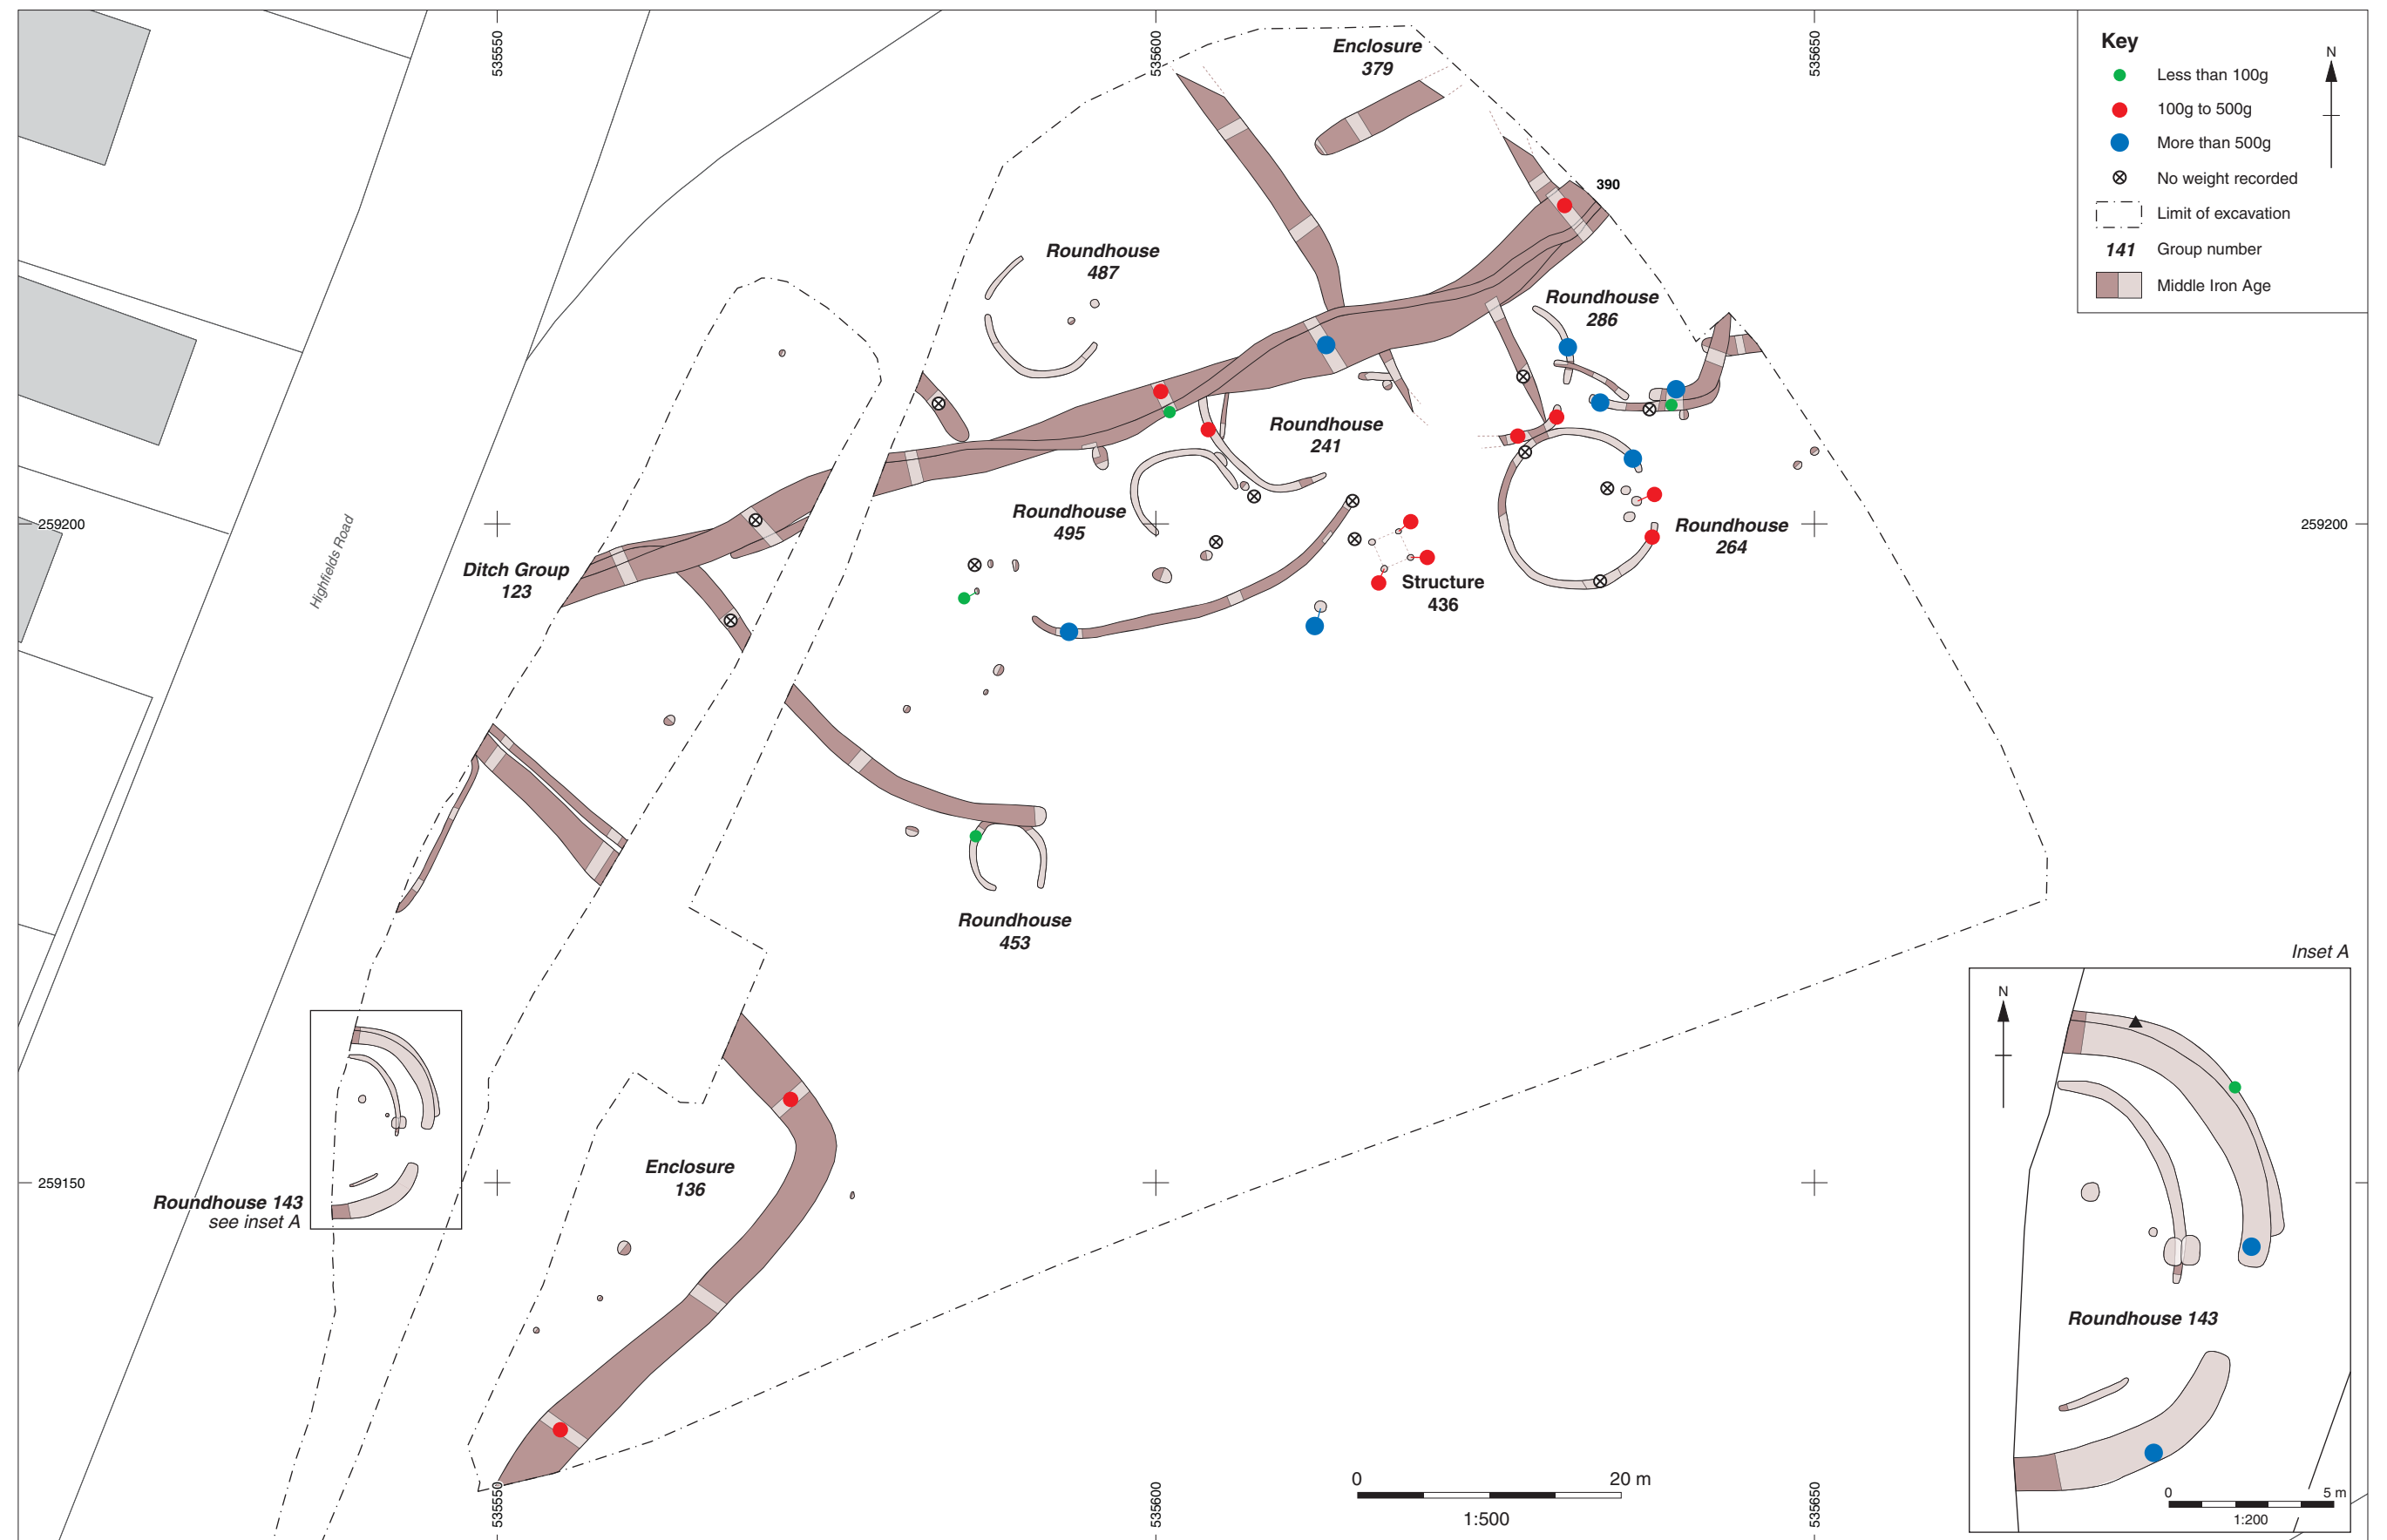 535550
535600
535650
Enclosure
379
Key
N
Less than 100g
100g to 500g
More than 500g
No weight recorded
Limit of excavation
141
Group number
Middle Iron Age
390
Roundhouse
487
Roundhouse
286
Roundhouse
241
Roundhouse
495
259200
259200
Roundhouse
264
Highfields Road
Ditch Group
123
Structure
436
Roundhouse
453
Inset A
N
259150
Enclosure
136
Roundhouse 143
see inset A
Roundhouse 143
0
20 m
1:500
0
5 m
1:200
535550
535600
535650